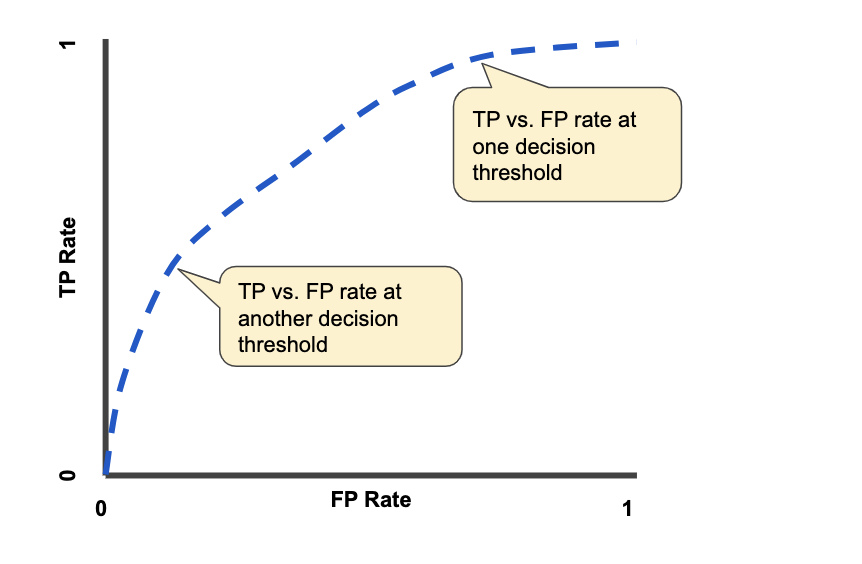 1
TP vs. FP rate at
one decision
threshold
TP Rate
TP vs. FP rate at
another decision
threshold
0
0
FP Rate
1